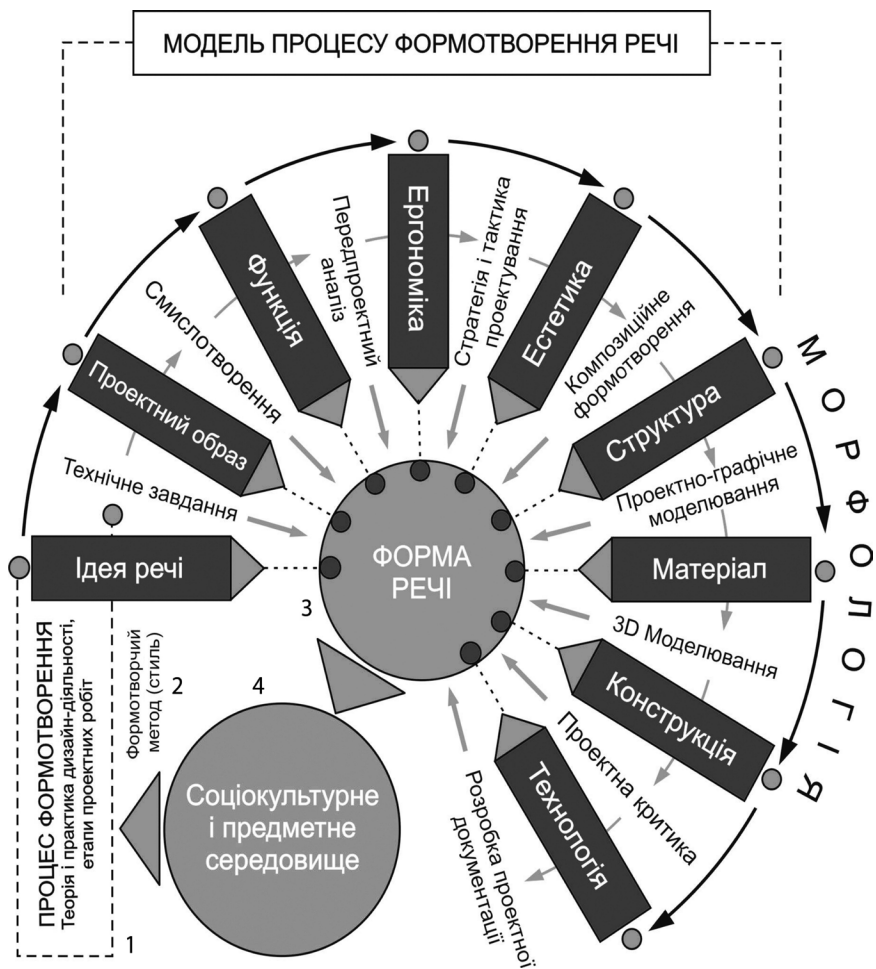 МОДЕЛЬ ПРОЦЕСУ ФОРМОТВОРЕННЯ РЕЧІ
Ідея речі
Технічне завдання
Проектний образ
Смислотворення
Функція
Передпроектний
аналіз
Ергономіка
Стратегія і тактика
проектування
Естетика
Композиційне
формотворення
Структура
Проектно-графічне
моделювання
Матеріал
3D Моделювання
Конструкція
Проектна критика
Технологія
Розробка проектної
документації
МОРФОЛОГІЯ
ФОРМА
РЕЧІ
3
4
Соціокультурне
і предметне
середовище
2
Формотворчий
метод (стиль)
ПРОЦЕС ФОРМОТВОРЕННЯ
Теорія і практика дизайн-діяльності,
етапи проектних робіт
1